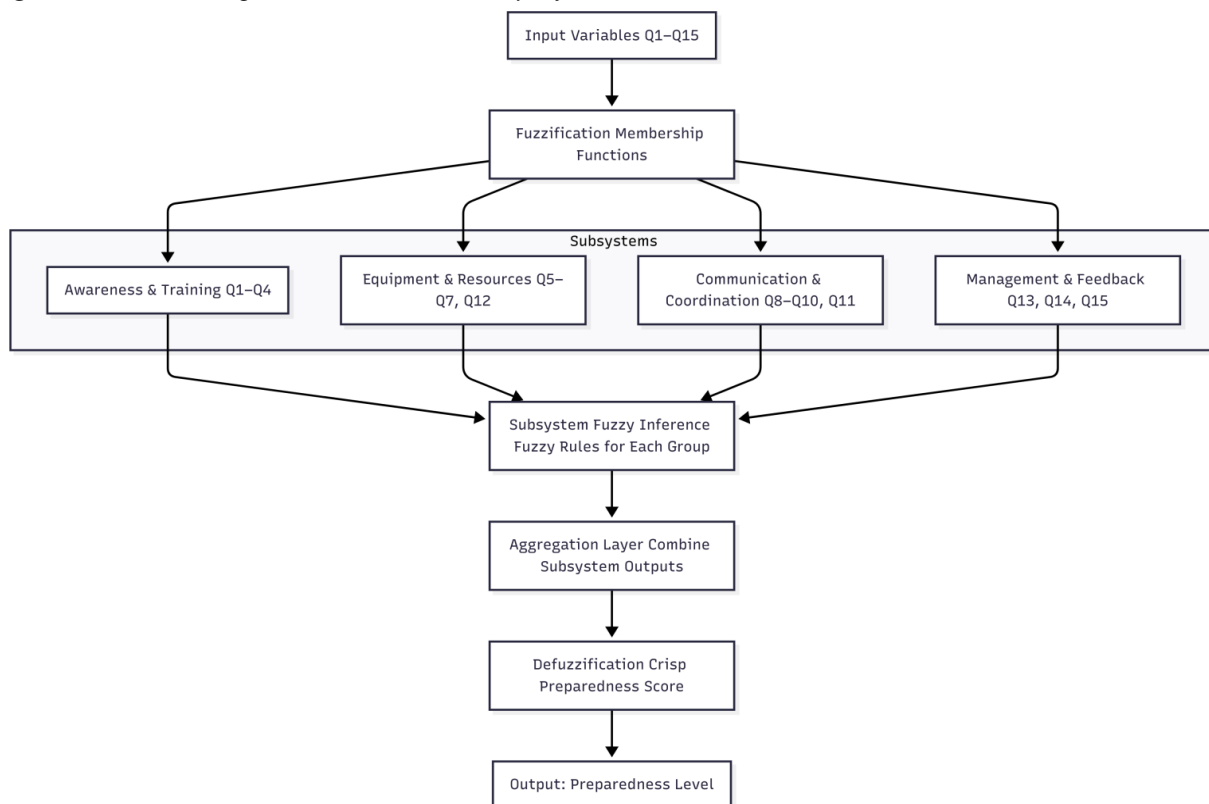 Input Variables Q1–Q15
Fuzzification Membership
Functions
Subsystems
Awareness & Training Q1–Q4
Equipment & Resources Q5–
Q7, Q12
Communication &
Coordination Q8–Q10, Q11
Management & Feedback
Q13, Q14, Q15
Subsystem Fuzzy Inference
Fuzzy Rules for Each Group
Aggregation Layer Combine
Subsystem Outputs
Defuzzification Crisp
Preparedness Score
Output: Preparedness Level